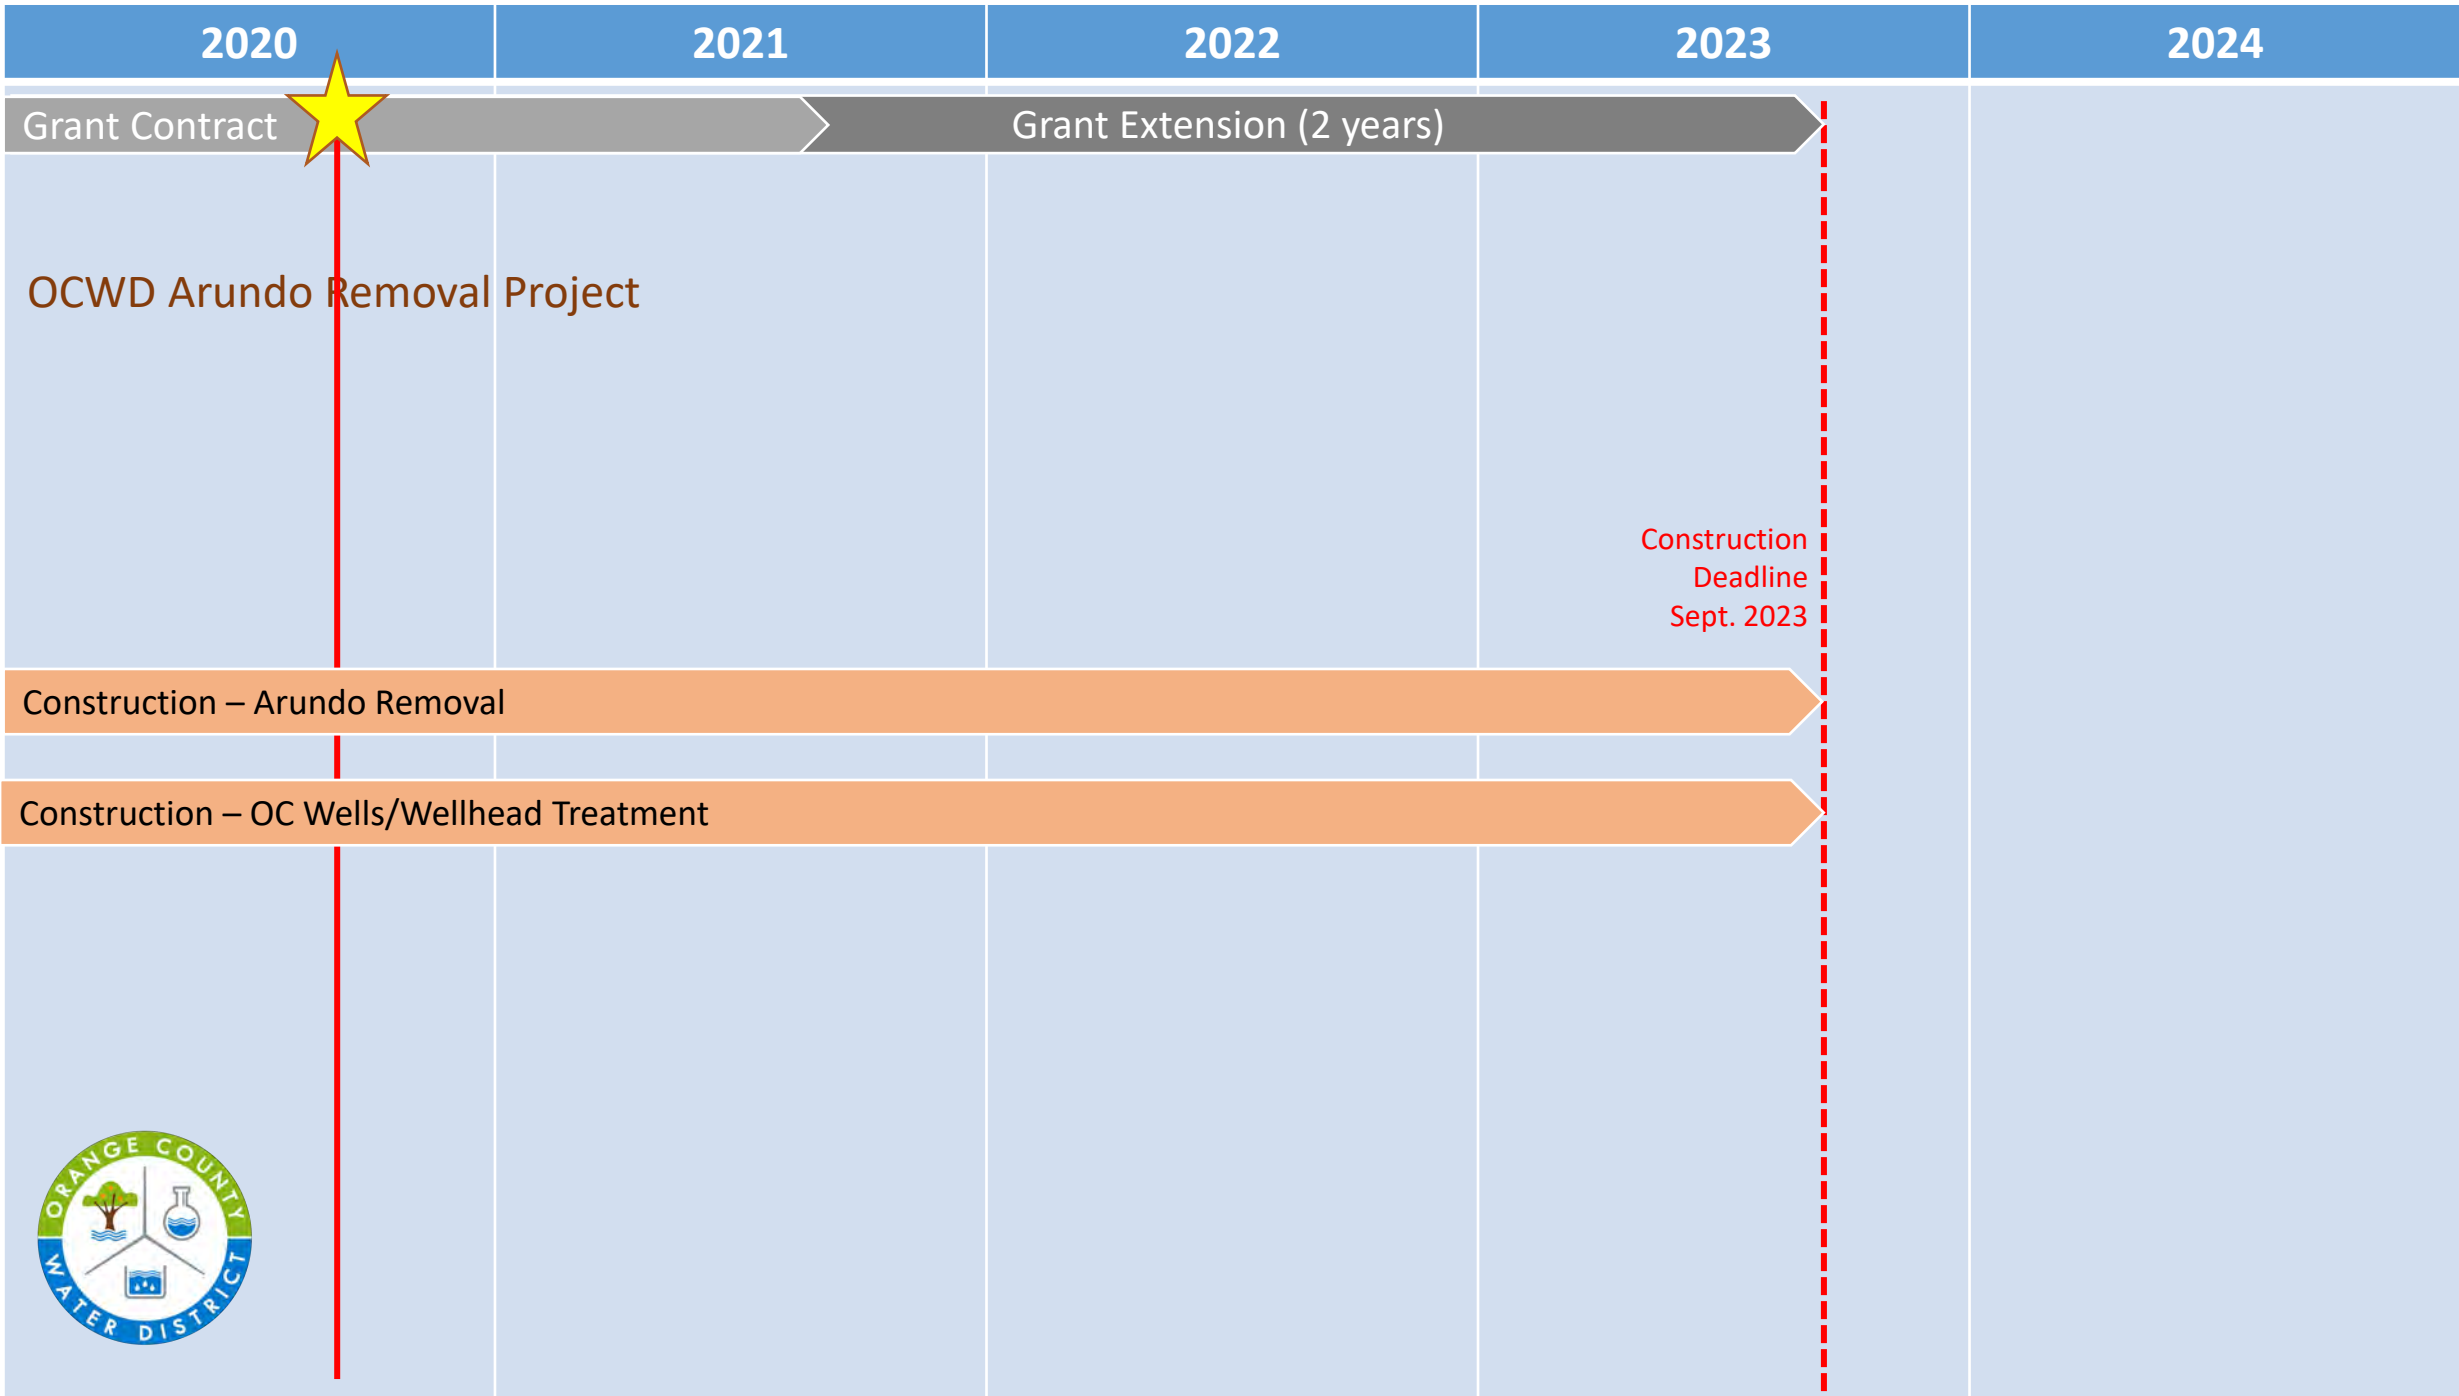 2020 2021 2022 2023 2024
Grant Contract
Grant Extension (2 years)
OCWD Arundo Removal Project
Construction
Deadline
Sept. 2023
Construction – Arundo Removal
Construction – OC Wells/Wellhead Treatment
ORANGE COUNTY
WATER DISTRICT